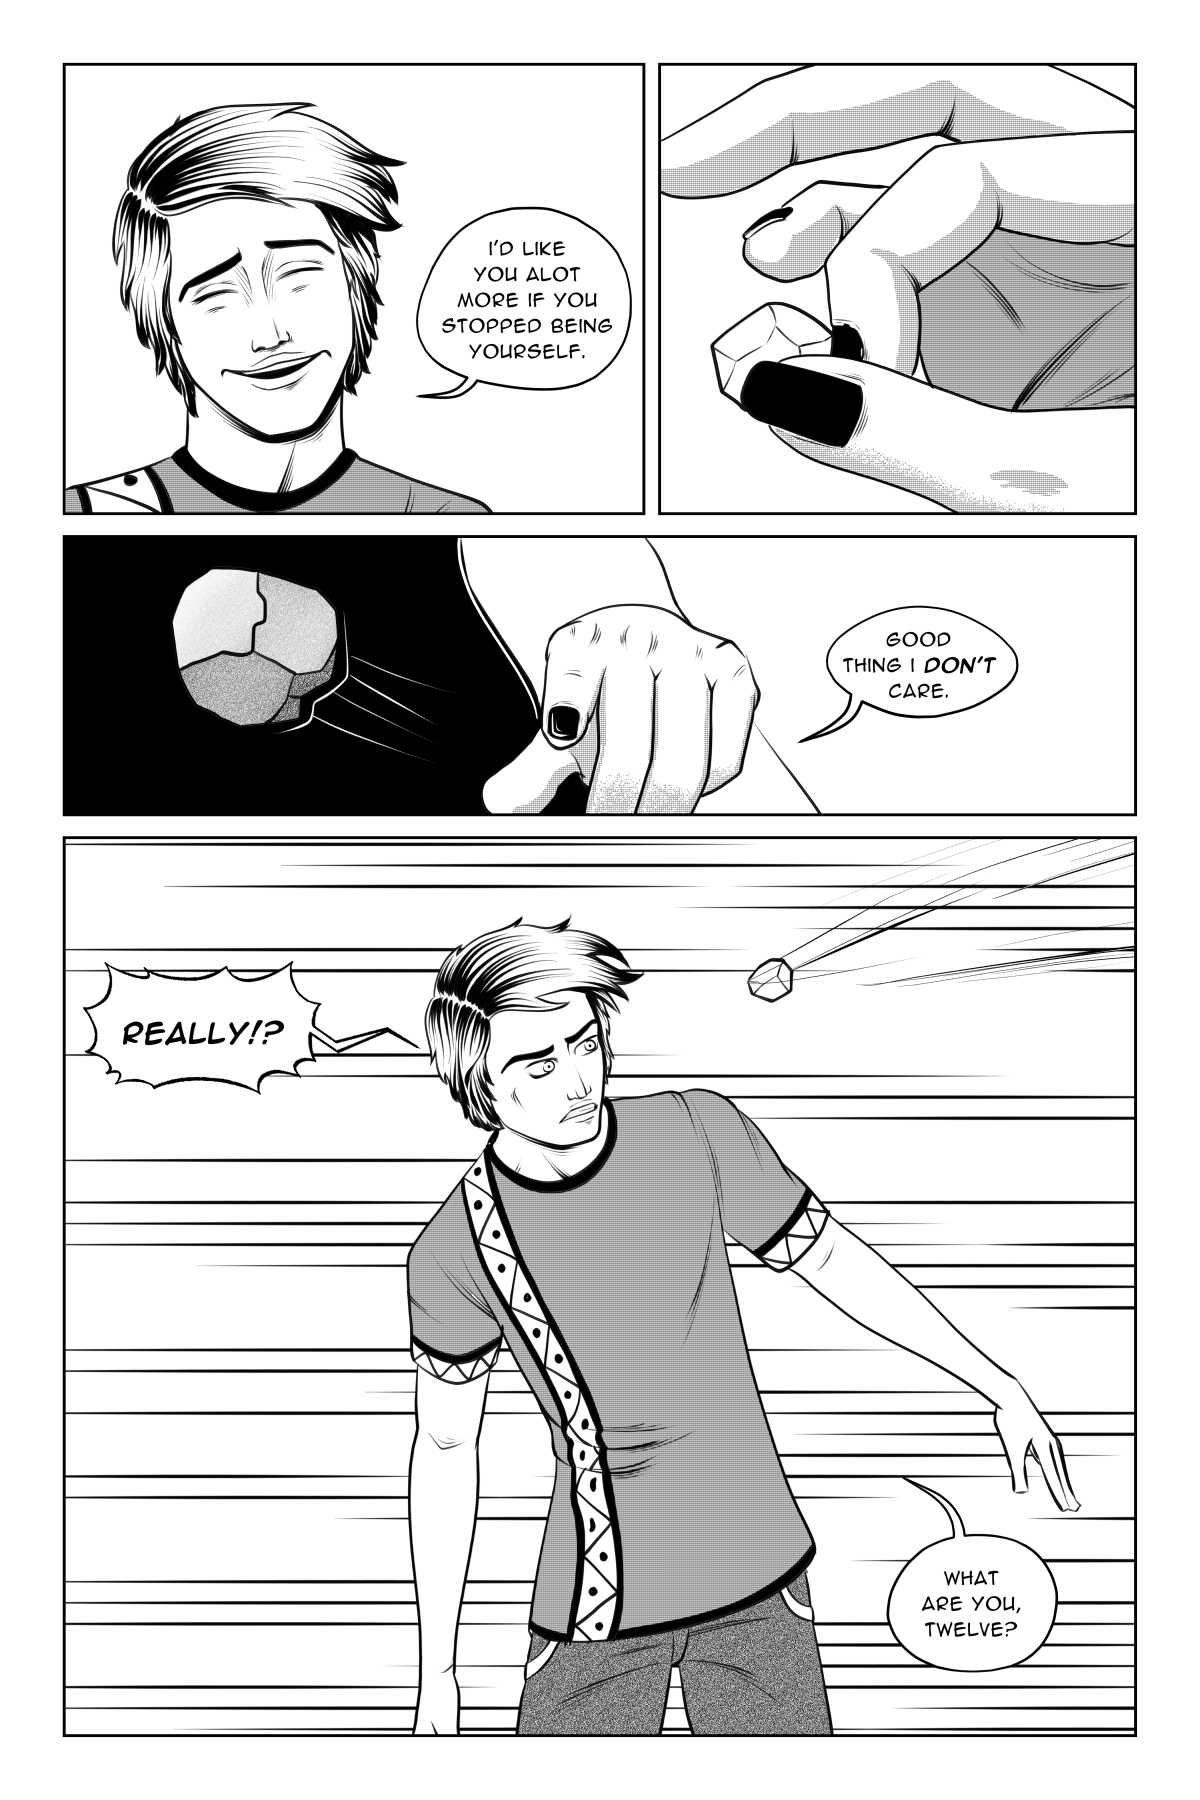 I'D LIKE
YOU ALOT
MORE IF YOU
STOPPED BEING
YOURSELF.
GOOD
THING I DON'T
CARE.
REALLY!?
WHAT
ARE YOU,
TWELVE?